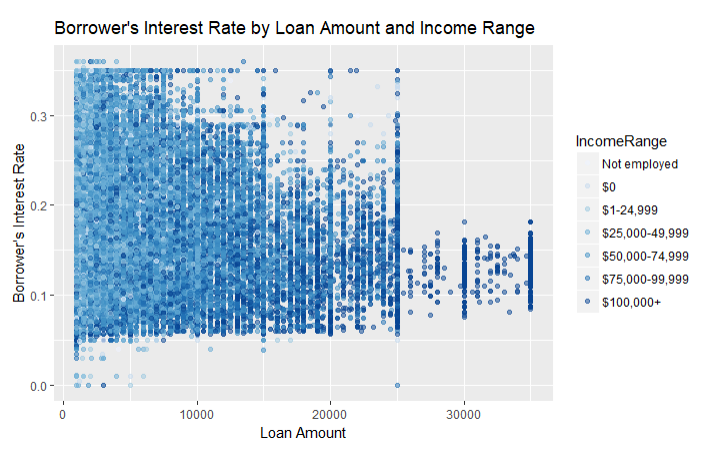 Borrower's Interest Rate by Loan Amount and Income Range
Borrower's Interest Rate
0.3
0.2
0.1
0.0
0
10000
20000
30000
Loan Amount
IncomeRange
Not employed
$0
$1-24,999
$25,000-49,999
$50,000-74,999
$75,000-99,999
$100,000+